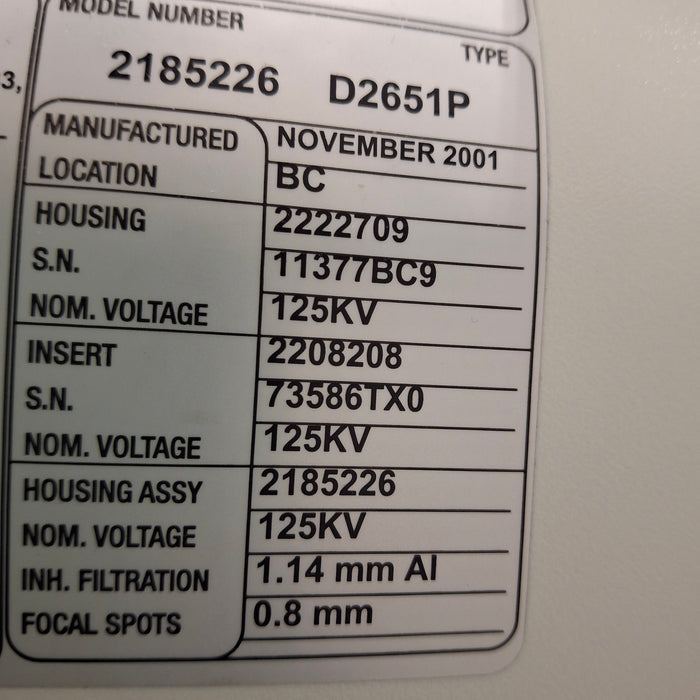 MODEL NUMBER
TYPE
2185226 D2651P
3,
MANUFACTURED NOVEMBER 2001
LOCATION BC
HOUSING 2222709
S.N. 11377BC9
NOM. VOLTAGE 125KV
INSERT 2208208
S.N. 73586TX0
NOM. VOLTAGE 125KV
HOUSING ASSY 2185226
NOM. VOLTAGE 125KV
INH. FILTRATION 1.14 mm Al
FOCAL SPOTS 0.8 mm